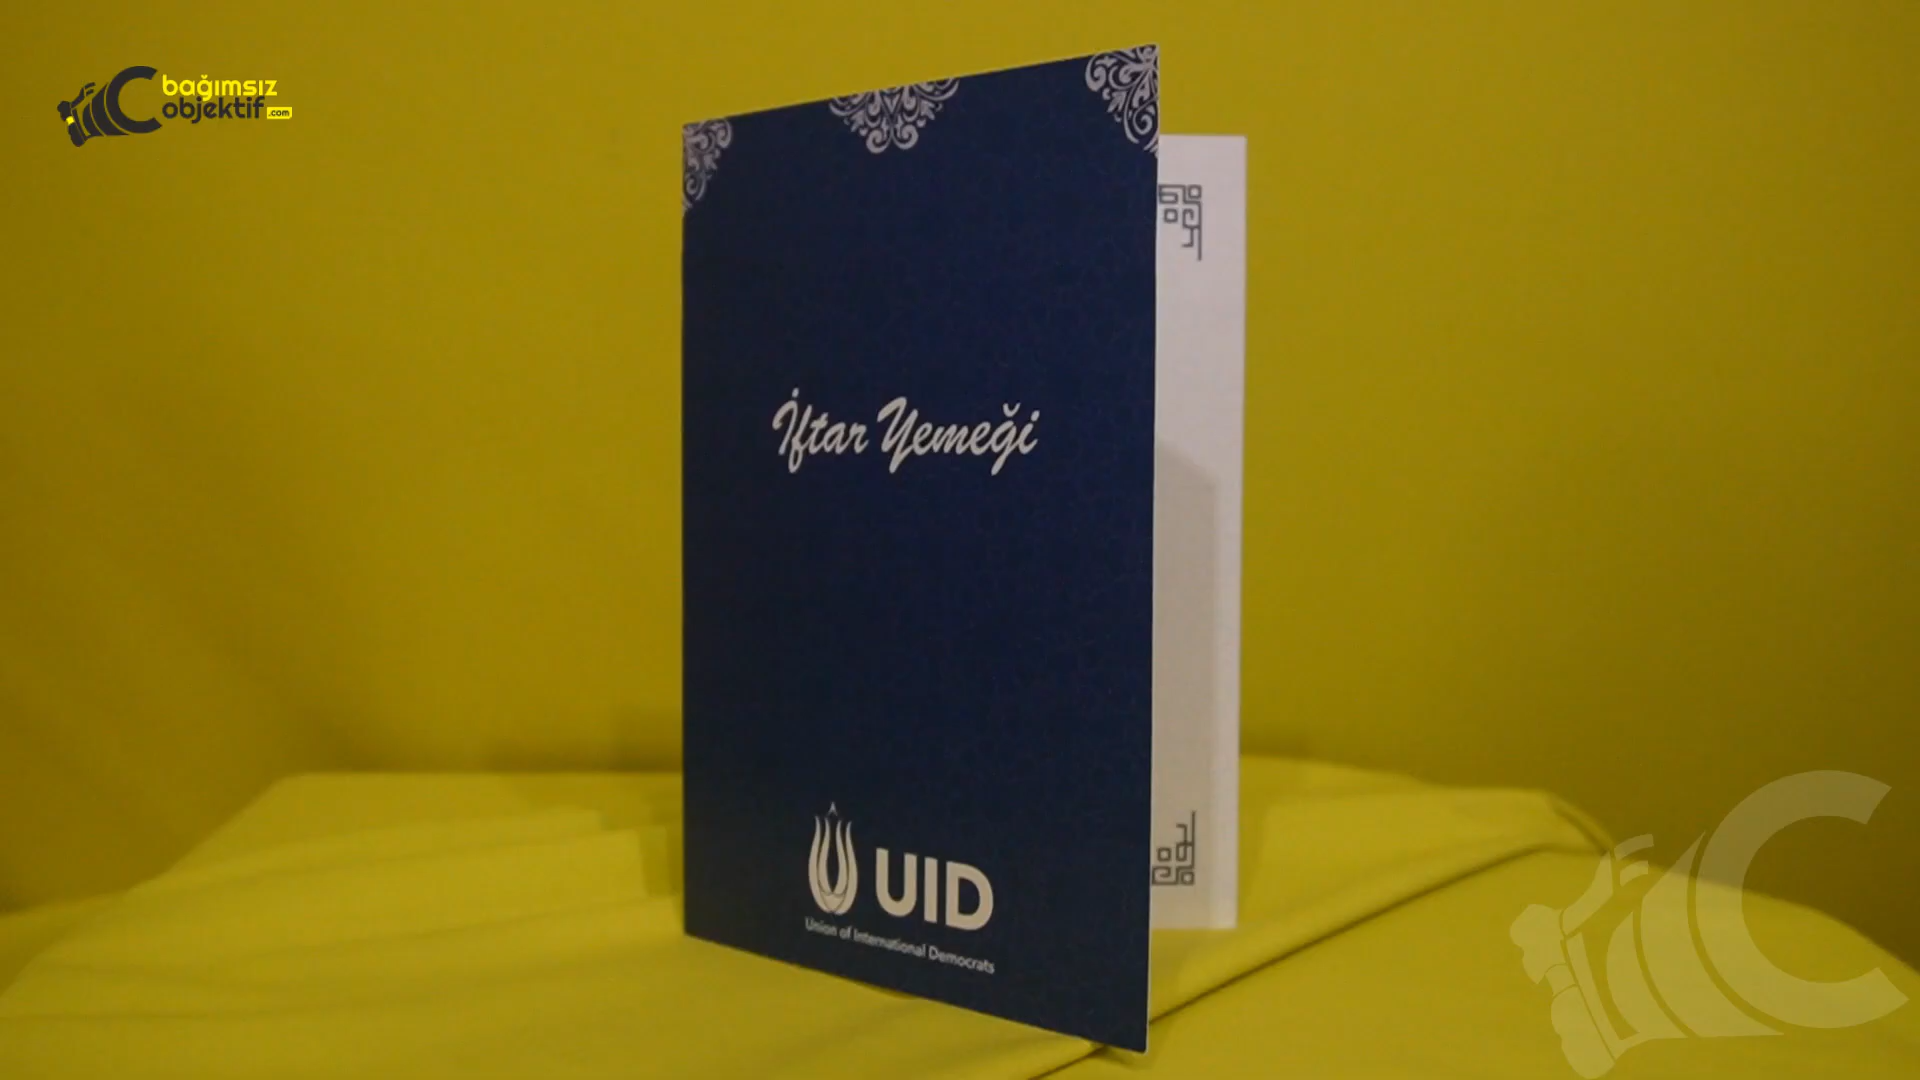 bağımsız
objektif.com
İftar Yemeği
UID
Union of International Democrats